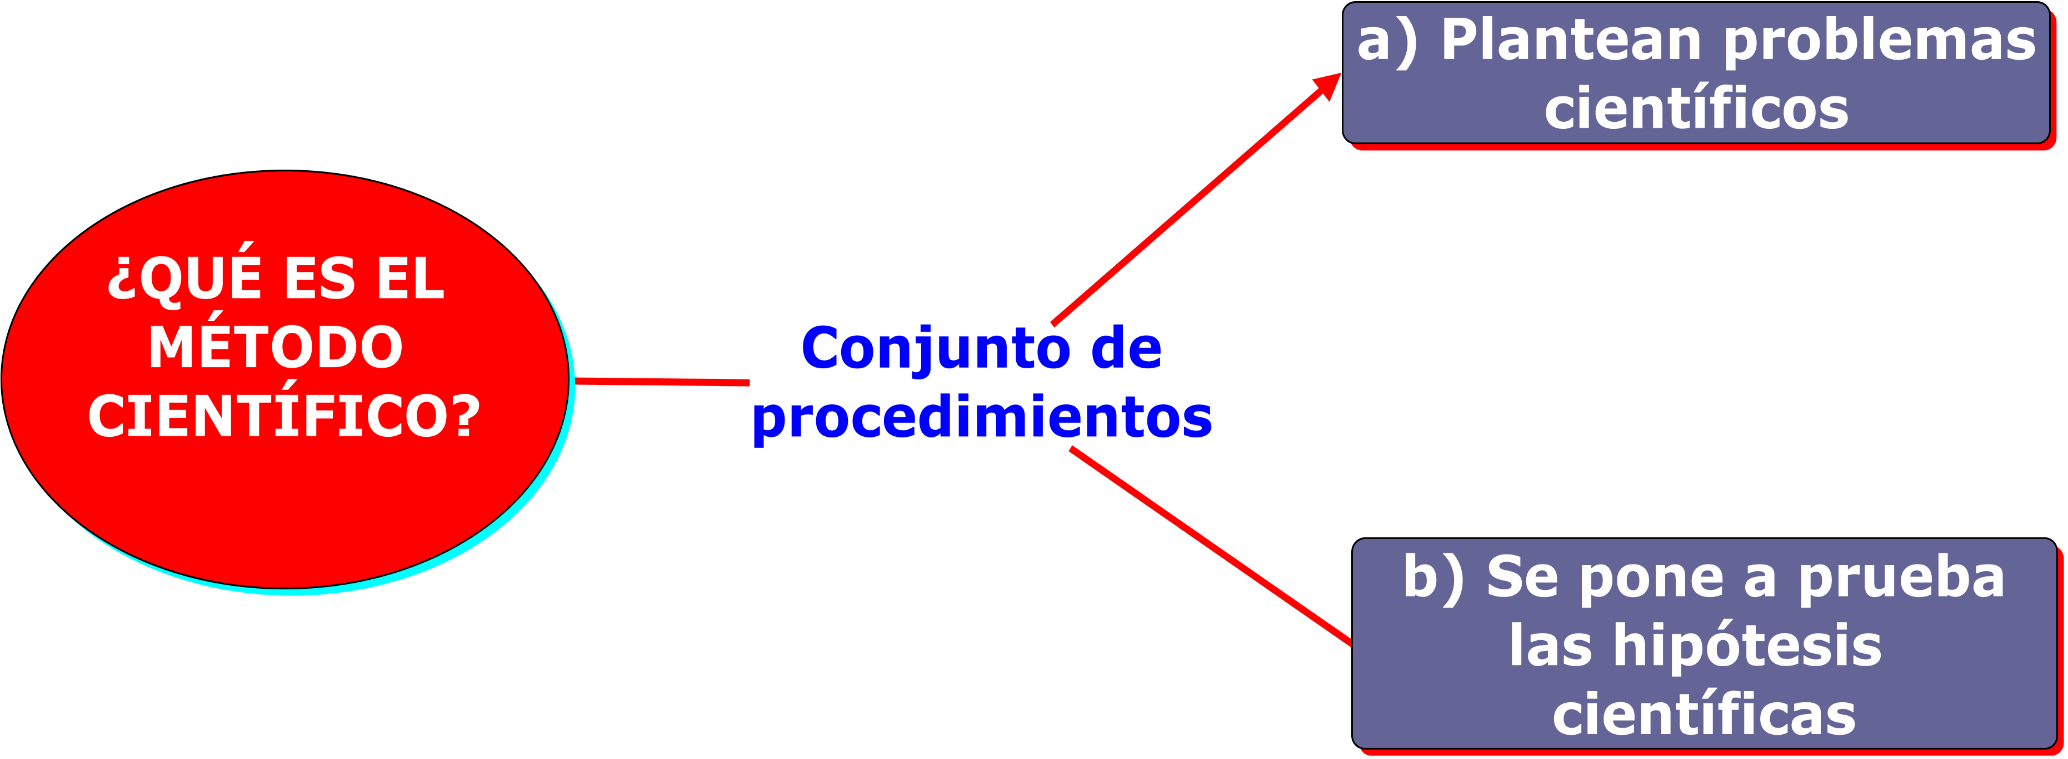 ¿QUÉ ES EL
MÉTODO
CIENTÍFICO?
Conjunto de
procedimientos
a) Plantean problemas
científicos
b) Se pone a prueba
las hipótesis
científicas